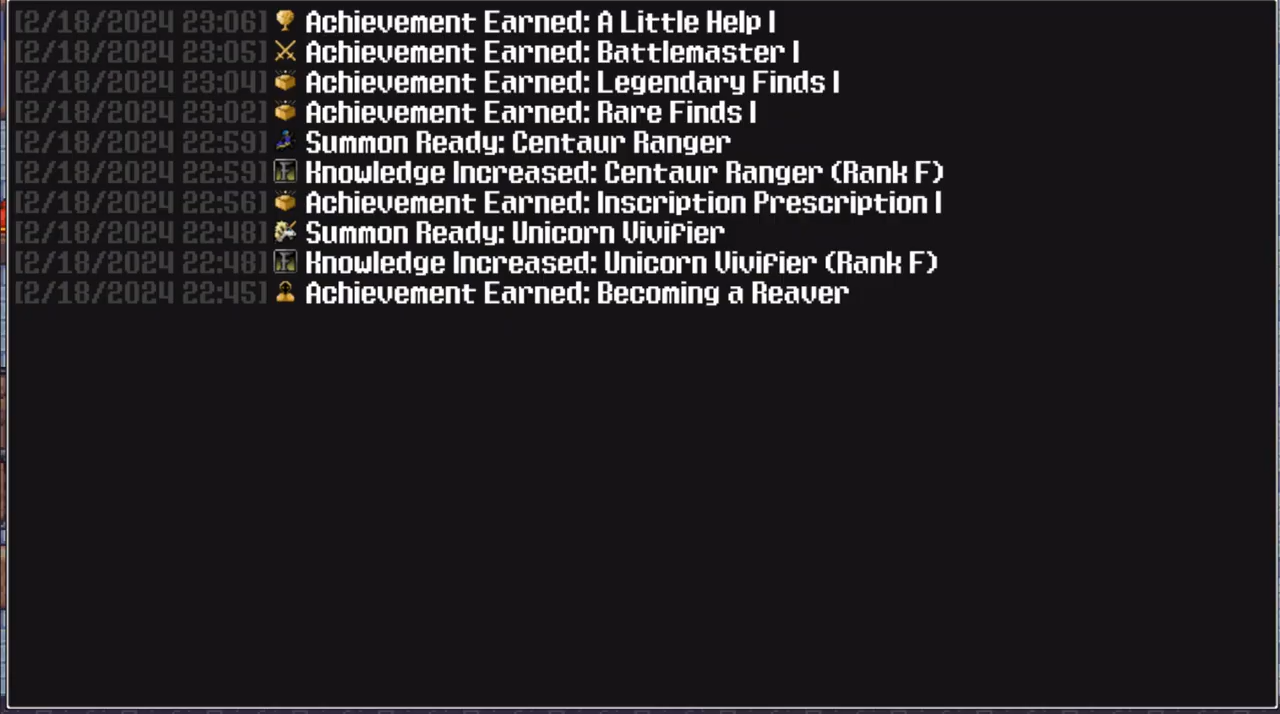 [2/18/2024 23:06] Achievement Earned: A Little Help I
[2/18/2024 23:05] Achievement Earned: Battlemaster I
[2/18/2024 23:04] Achievement Earned: Legendary Finds I
[2/18/2024 23:02] Achievement Earned: Rare Finds I
[2/18/2024 22:59] Summon Ready: Centaur Ranger
[2/18/2024 22:59] Knowledge Increased: Centaur Ranger (Rank F)
[2/18/2024 22:56] Achievement Earned: Inscription Prescription I
[2/18/2024 22:48] Summon Ready: Unicorn Vivifier
[2/18/2024 22:48] Knowledge Increased: Unicorn Vivifier (Rank F)
[2/18/2024 22:45] Achievement Earned: Becoming a Reaver